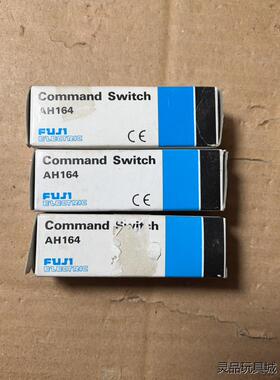 Command Switch
AH164
FUJI
ELECTRIC
CE
Command Switch
AH164
FUJI
ELECTRIC
CE
Command Switch
AH164
FUJI
ELECTRIC
灵品玩具城